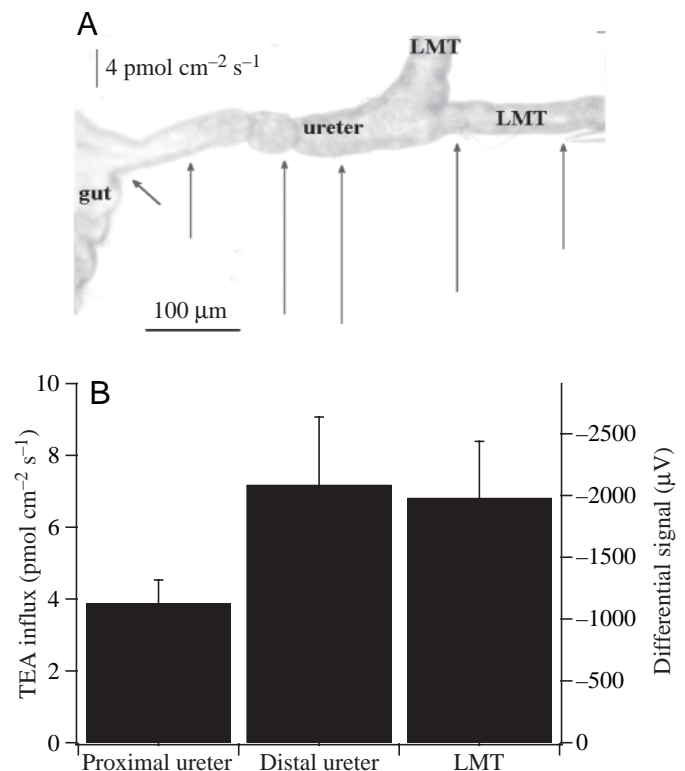 A
LMT
4 pmol cm⁻² s⁻¹
ureter
LMT
gut
100 μm
B
TEA influx (pmol cm⁻² s⁻¹)
10
8
6
4
2
0
Differential signal (μV)
–2500
–2000
–1500
–1000
–500
0
Proximal ureter Distal ureter LMT